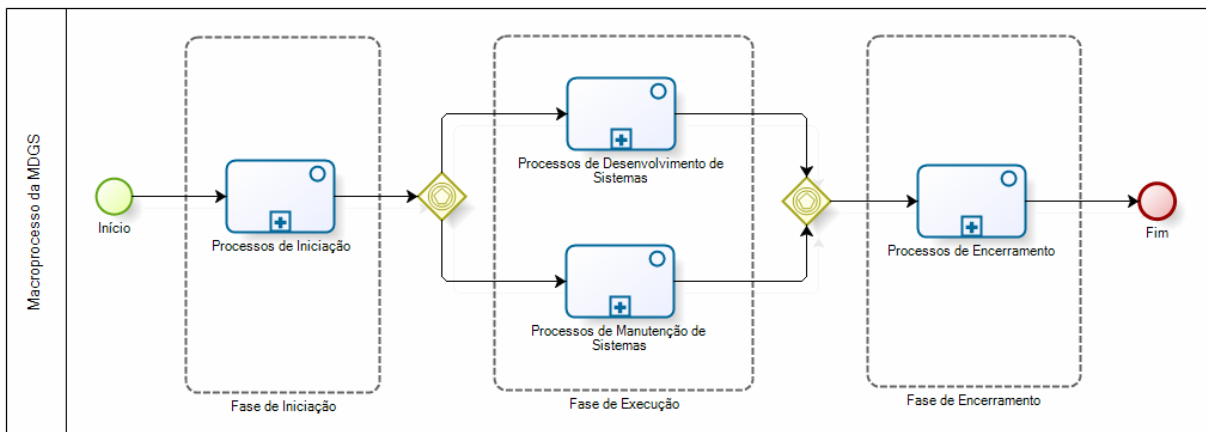 Macroprocesso da MDGS
Início
Processos de Iniciação
Fase de Iniciação
Processos de Desenvolvimento de
Sistemas
Processos de Manutenção de
Sistemas
Fase de Execução
Processos de Encerramento
Fase de Encerramento
Fim